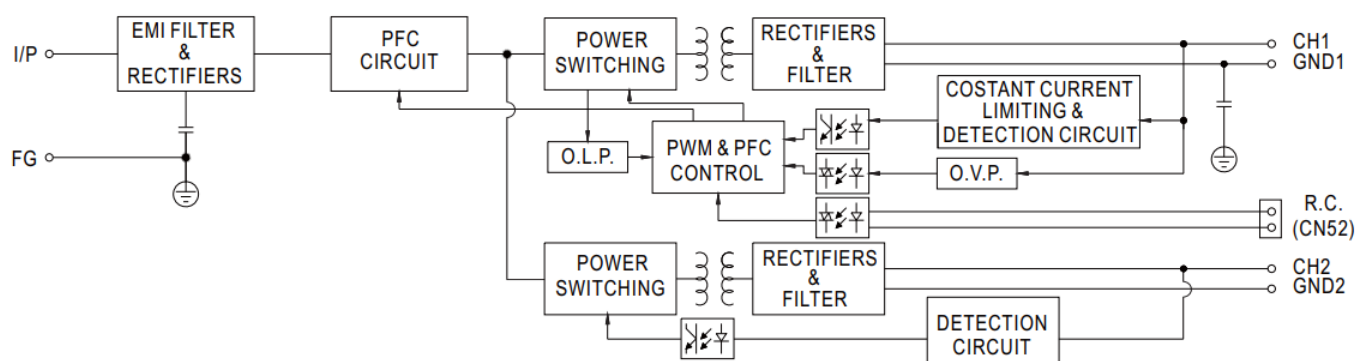 I/P
EMI FILTER
&
RECTIFIERS
PFC
CIRCUIT
POWER
SWITCHING
RECTIFIERS
&
FILTER
CH1
GND1
COSTANT CURRENT
LIMITING &
DETECTION CIRCUIT
FG
O.L.P.
PWM & PFC
CONTROL
O.V.P.
R.C.
(CN52)
POWER
SWITCHING
RECTIFIERS
&
FILTER
CH2
GND2
DETECTION
CIRCUIT